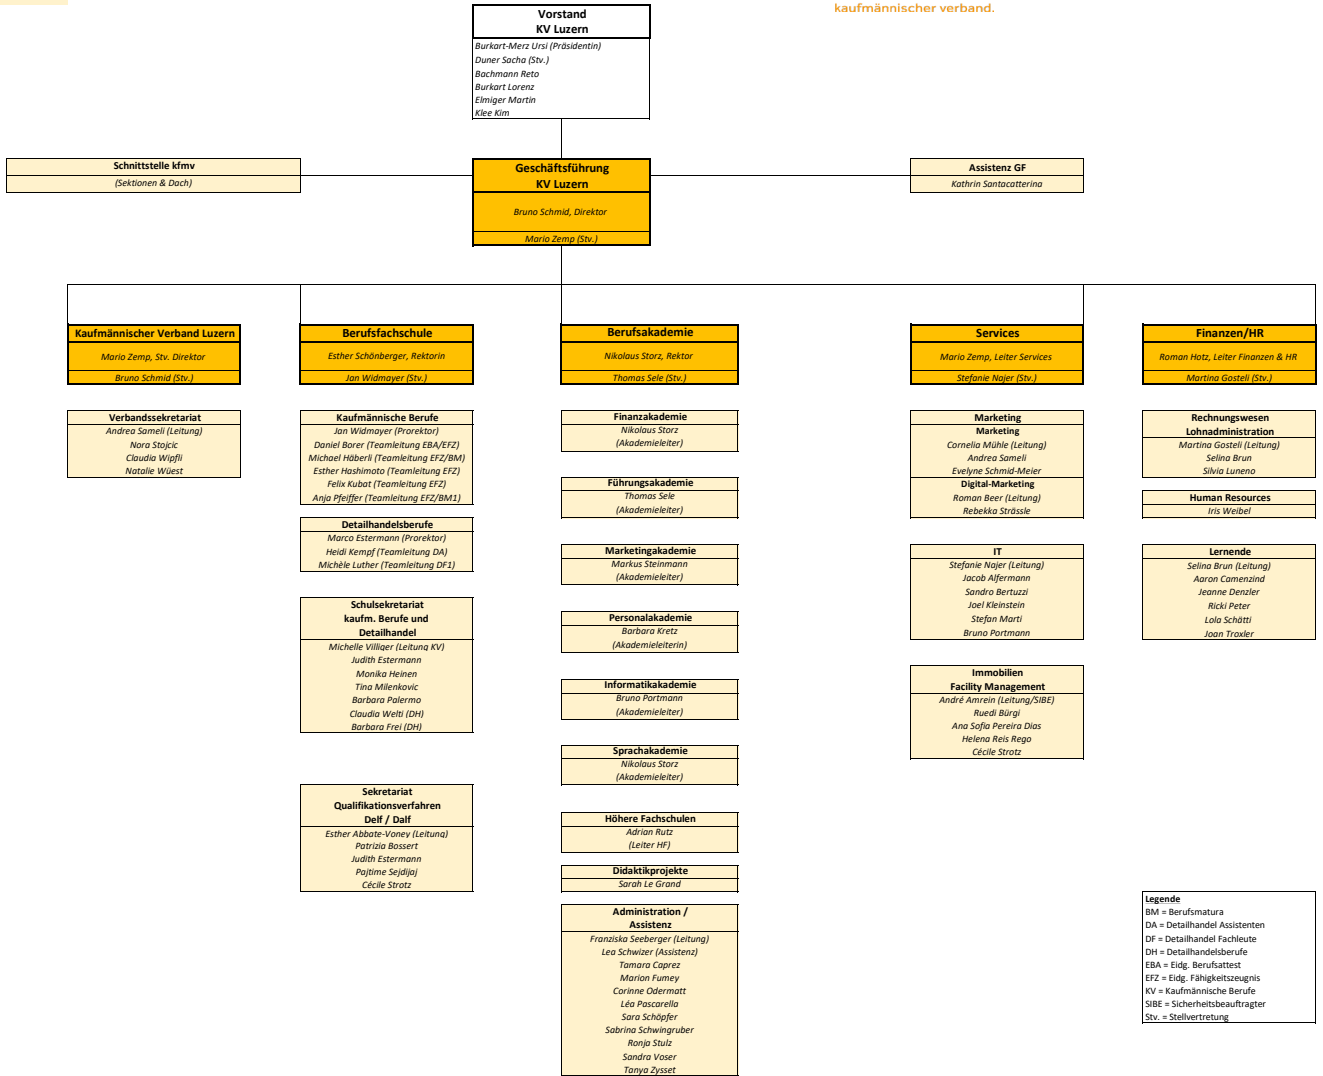 kaufmännischer verband.
Vorstand
KV Luzern
Burkart-Merz Ursi (Präsidentin)
Duner Sacha (Stv.)
Bachmann Reto
Burkart Lorenz
Elmiger Martin
Klee Kim
Schnittstelle kfmv
(Sektionen & Dach)
Geschäftsführung
KV Luzern
Bruno Schmid, Direktor
Mario Zemp (Stv.)
Assistenz GF
Kathrin Santacatterina
Kaufmännischer Verband Luzern
Mario Zemp, Stv. Direktor
Bruno Schmid (Stv.)
Verbandssekretariat
Andrea Sameli (Leitung)
Nora Stojcic
Claudia Wipfli
Natalie Wüest
Berufsfachschule
Esther Schönberger, Rektorin
Jan Widmayer (Stv.)
Kaufmännische Berufe
Jan Widmayer (Prorektor)
Daniel Borer (Teamleitung EBA/EFZ)
Michael Häberli (Teamleitung EFZ/BM)
Esther Hashimoto (Teamleitung EFZ)
Felix Kubat (Teamleitung EFZ)
Anja Pfeiffer (Teamleitung EFZ/BM1)
Detailhandelsberufe
Marco Estermann (Prorektor)
Heidi Kempf (Teamleitung DA)
Michèle Luther (Teamleitung DF1)
Schulsekretariat
kaufm. Berufe und
Detailhandel
Michelle Villiger (Leitung KV)
Judith Estermann
Monika Heinen
Tina Milenkovic
Barbara Palermo
Claudia Welti (DH)
Barbara Frei (DH)
Sekretariat
Qualifikationsverfahren
Delf / Dalf
Esther Abbate-Voney (Leitung)
Patrizia Bossert
Judith Estermann
Pajtime Sejdijaj
Cécile Strotz
Berufsakademie
Nikolaus Storz, Rektor
Thomas Sele (Stv.)
Finanzakademie
Nikolaus Storz
(Akademieleiter)
Führungsakademie
Thomas Sele
(Akademieleiter)
Marketingakademie
Markus Steinmann
(Akademieleiter)
Personalakademie
Barbara Kretz
(Akademieleiterin)
Informatikakademie
Bruno Portmann
(Akademieleiter)
Sprachakademie
Nikolaus Storz
(Akademieleiter)
Höhere Fachschulen
Adrian Rutz
(Leiter HF)
Didaktikprojekte
Sarah Le Grand
Administration /
Assistenz
Franziska Seeberger (Leitung)
Lea Schwizer (Assistenz)
Tamara Caprez
Marion Fumey
Corinne Odermatt
Léa Pascarella
Sara Schöpfer
Sabrina Schwingruber
Ronja Stulz
Sandra Voser
Tanya Zysset
Services
Mario Zemp, Leiter Services
Stefanie Najer (Stv.)
Marketing
Marketing
Cornelia Mühle (Leitung)
Andrea Sameli
Evelyne Schmid-Meier
Digital-Marketing
Roman Beer (Leitung)
Rebekka Strässle
IT
Stefanie Najer (Leitung)
Jacob Alfermann
Sandro Bertuzzi
Joel Kleinstein
Stefan Marti
Bruno Portmann
Immobilien
Facility Management
André Amrein (Leitung/SIBE)
Ruedi Bürgi
Ana Sofia Pereira Dias
Helena Reis Rego
Cécile Strotz
Finanzen/HR
Roman Hotz, Leiter Finanzen & HR
Martina Gosteli (Stv.)
Rechnungswesen
Lohnadministration
Martina Gosteli (Leitung)
Selina Brun
Silvia Luneno
Human Resources
Iris Weibel
Lernende
Selina Brun (Leitung)
Aaron Camenzind
Jeanne Denzler
Ricki Peter
Lola Schätti
Joan Troxler
Legende
BM = Berufsmatura
DA = Detailhandel Assistenten
DF = Detailhandel Fachleute
DH = Detailhandelsberufe
EBA = Eidg. Berufsattest
EFZ = Eidg. Fähigkeitszeugnis
KV = Kaufmännische Berufe
SIBE = Sicherheitsbeauftragter
Stv. = Stellvertretung